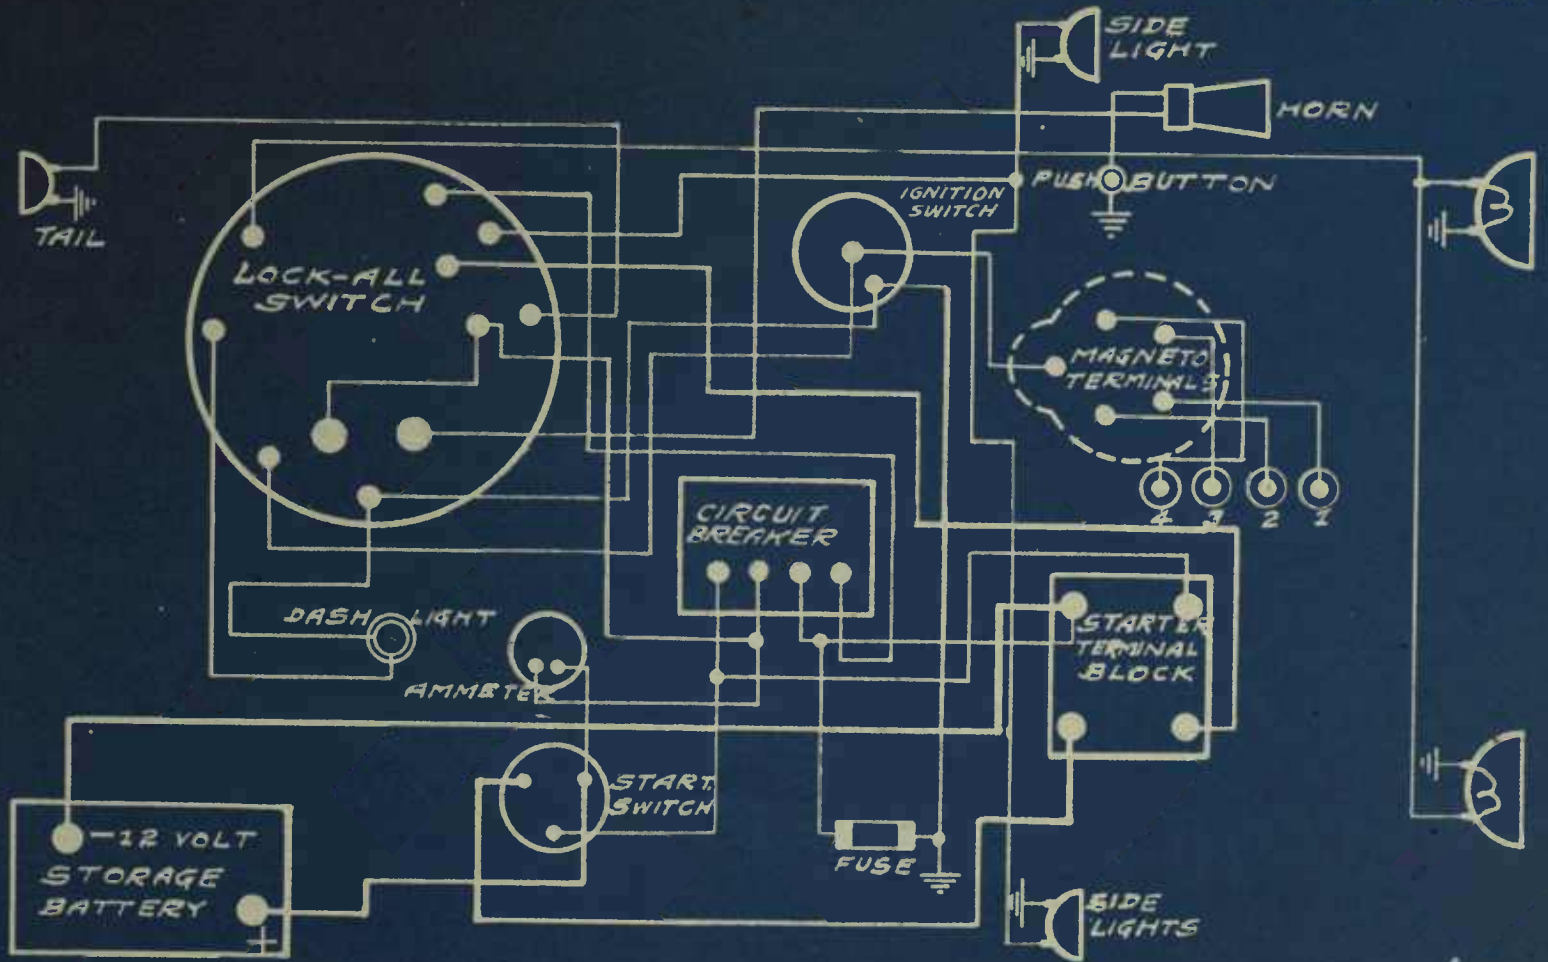 SIDE
LIGHT
HORN
PUSH BUTTON
IGNITION
SWITCH
TAIL
LOCK-ALL
SWITCH
MAGNETO
TERMINALS
4 3 2 1
CIRCUIT
BREAKER
DASH LIGHT
AMMETER
STARTER
TERMINAL
BLOCK
START.
SWITCH
-12 VOLT
STORAGE
BATTERY
+
FUSE
SIDE
LIGHTS